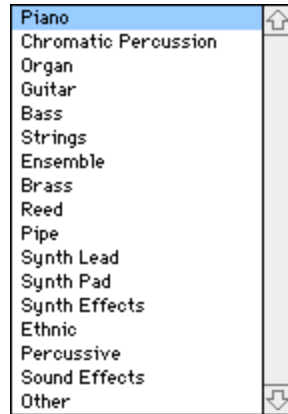 Piano
Chromatic Percussion
Organ
Guitar
Bass
Strings
Ensemble
Brass
Reed
Pipe
Synth Lead
Synth Pad
Synth Effects
Ethnic
Percussive
Sound Effects
Other